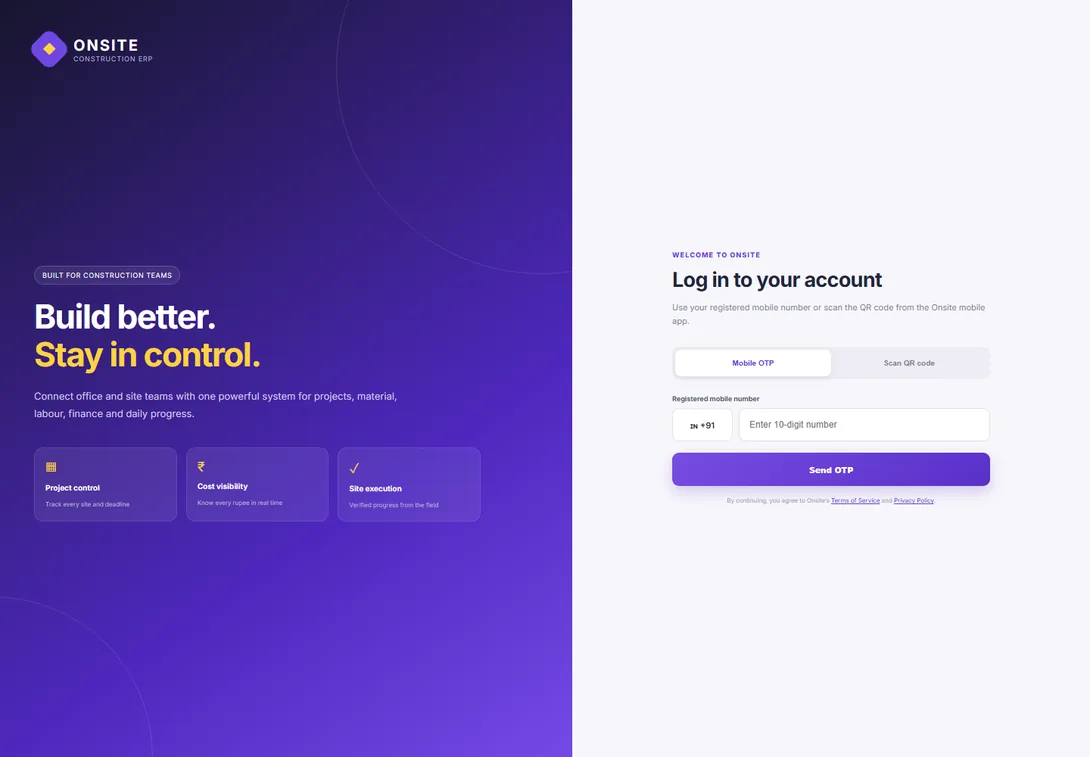 ONSITE
CONSTRUCTION ERP
BUILT FOR CONSTRUCTION TEAMS
Build better.
Stay in control.
Connect office and site teams with one powerful system for projects, material,
labour, finance and daily progress.
₹
✓
Project control
Cost visibility
Site execution
Track every site and deadline
Know every rupee in real time
Verified progress from the field
WELCOME TO ONSITE
Log in to your account
Use your registered mobile number or scan the QR code from the Onsite mobile
app.
Mobile OTP
Scan QR code
Registered mobile number
IN +91
Enter 10-digit number
Send OTP
By continuing, you agree to Onsite's Terms of Service and Privacy Policy.